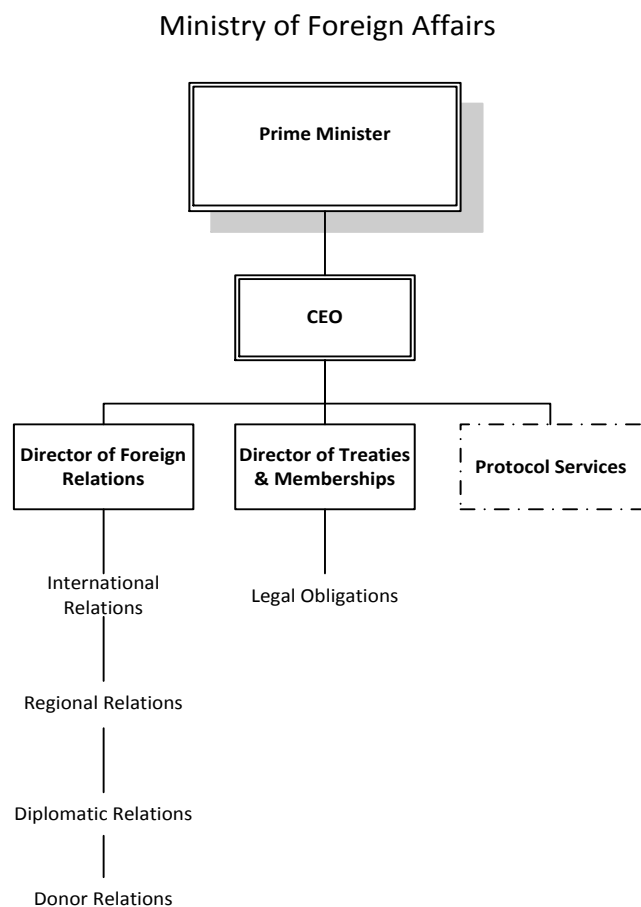 Ministry of Foreign Affairs
Prime Minister
CEO
Director of Foreign
Relations
Director of Treaties
& Memberships
Protocol Services
International
Relations
Legal Obligations
Regional Relations
Diplomatic Relations
Donor Relations